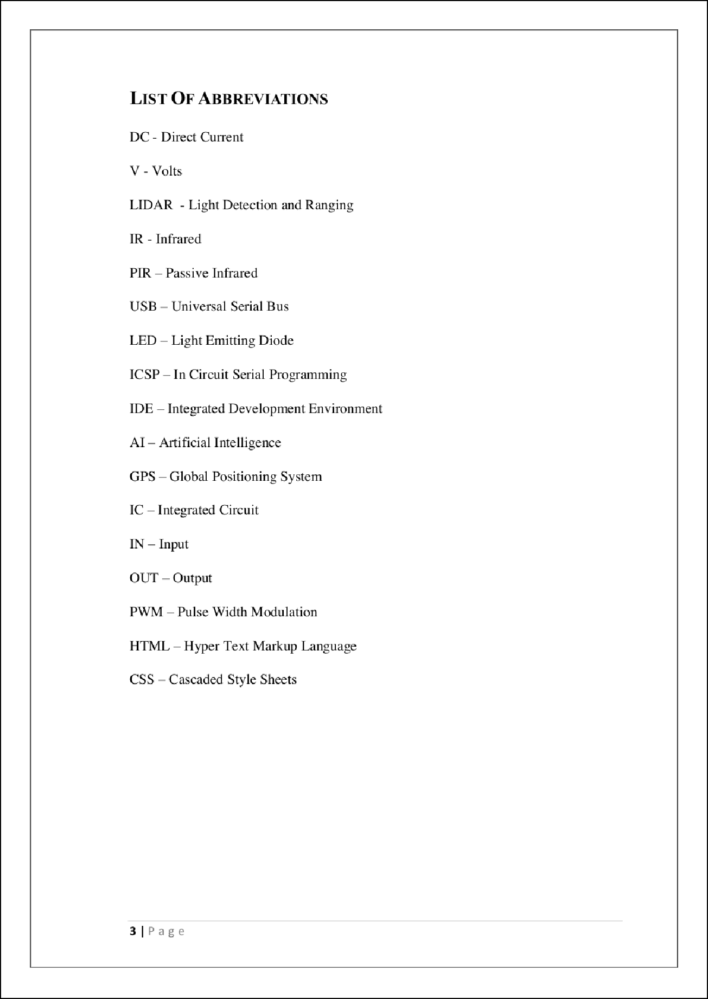 LIST OF ABBREVIATIONS
DC - Direct Current
V - Volts
LIDAR  - Light Detection and Ranging
IR - Infrared
PIR – Passive Infrared
USB – Universal Serial Bus
LED – Light Emitting Diode
ICSP – In Circuit Serial Programming
IDE – Integrated Development Environment
AI – Artificial Intelligence
GPS – Global Positioning System
IC – Integrated Circuit
IN – Input
OUT – Output
PWM – Pulse Width Modulation
HTML – Hyper Text Markup Language
CSS – Cascaded Style Sheets
3 | Page